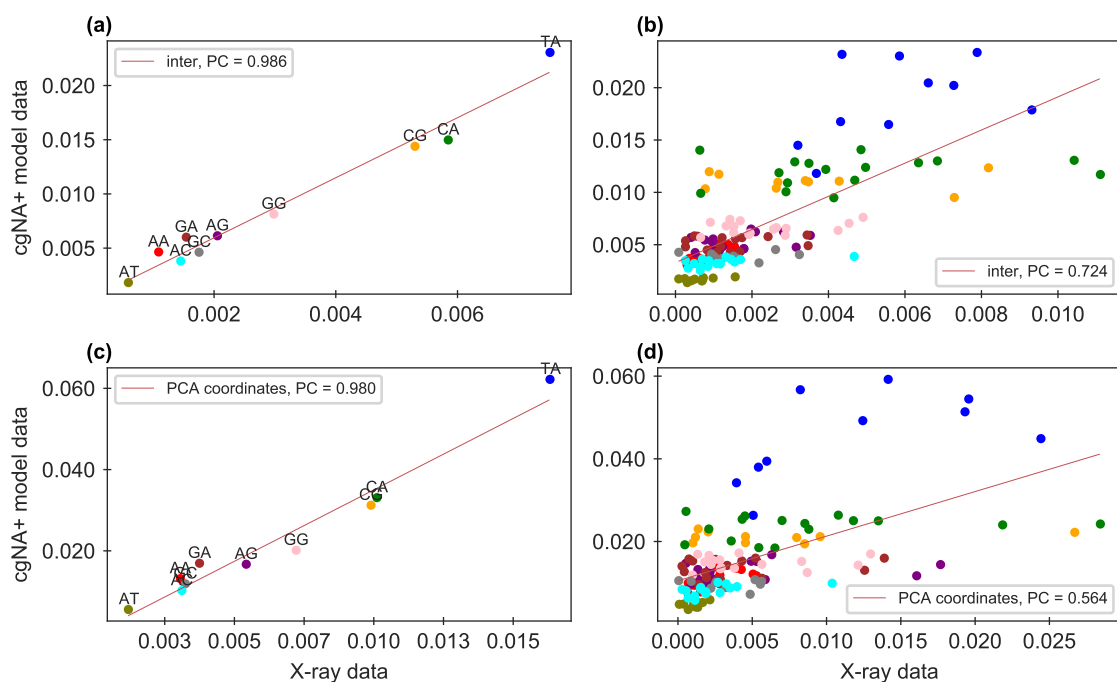 (a)
(b)
cgNA+ model data
0.020
0.015
0.010
0.005
inter, PC = 0.986
TA
CA
CG
GG
AG
GA
GC
AA
AC
AT
0.002
0.004
0.006
0.020
0.015
0.010
0.005
0.000
inter, PC = 0.724
0.000
0.002
0.004
0.006
0.008
0.010
(c)
(d)
cgNA+ model data
0.060
0.040
0.020
PCA coordinates, PC = 0.980
TA
CA
CG
GG
AG
GA
AA
GC
AC
AT
0.003
0.005
0.007
0.010
0.013
0.015
X-ray data
0.060
0.040
0.020
0.000
PCA coordinates, PC = 0.564
0.000
0.005
0.010
0.015
0.020
0.025
X-ray data